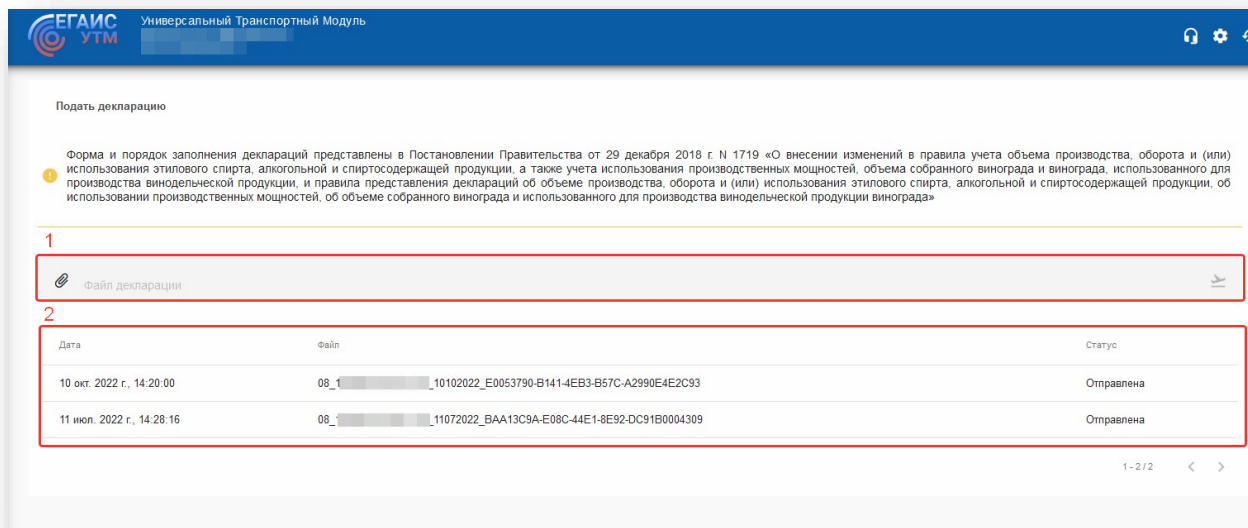 ЕГАИС
УТМ
Универсальный Транспортный Модуль
Подать декларацию
Форма и порядок заполнения деклараций представлены в Постановлении Правительства от 29 декабря 2018 г. N 1719 «О внесении изменений в правила учета объема производства, оборота и (или)
использования этилового спирта, алкогольной и спиртосодержащей продукции, а также учета использования производственных мощностей, объема собранного винограда и винограда, использованного для
производства винодельческой продукции, и правила представления деклараций об объеме производства, оборота и (или) использования этилового спирта, алкогольной и спиртосодержащей продукции, об
использовании производственных мощностей, об объеме собранного винограда и использованного для производства винодельческой продукции винограда»
1
Файл декларации
2
Дата Файл Статус
10 окт. 2022 г., 14:20:00 08_1 _10102022_E0053790-B141-4EB3-B57C-A2990E4E2C93 Отправлена
11 июл. 2022 г., 14:28:16 08_ _11072022_BAA13C9A-E08C-44E1-8E92-DC91B0004309 Отправлена
1 - 2 / 2